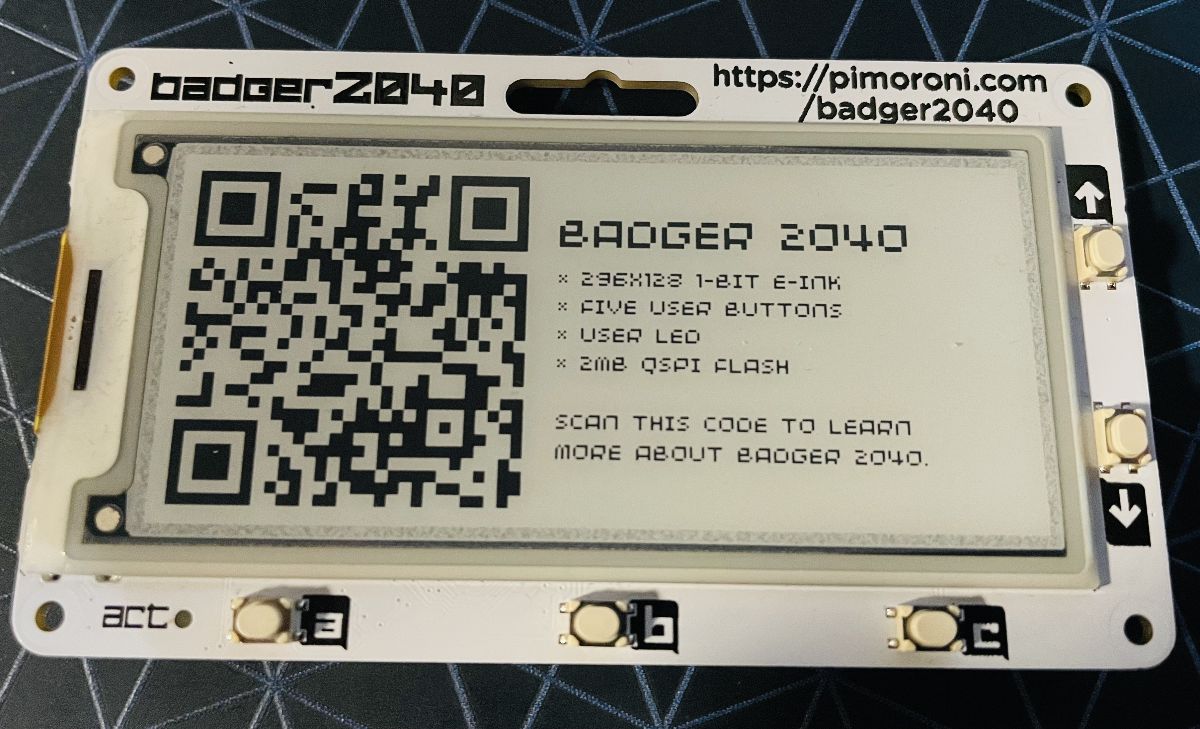 badger2040
https://pimoroni.com
/badger2040
BADGER 2040
× 296X128 1-BIT E-INK
× FIVE USER BUTTONS
× USER LED
× 2MB QSPI FLASH
SCAN THIS CODE TO LEARN
MORE ABOUT BADGER 2040.
act
a
b
c